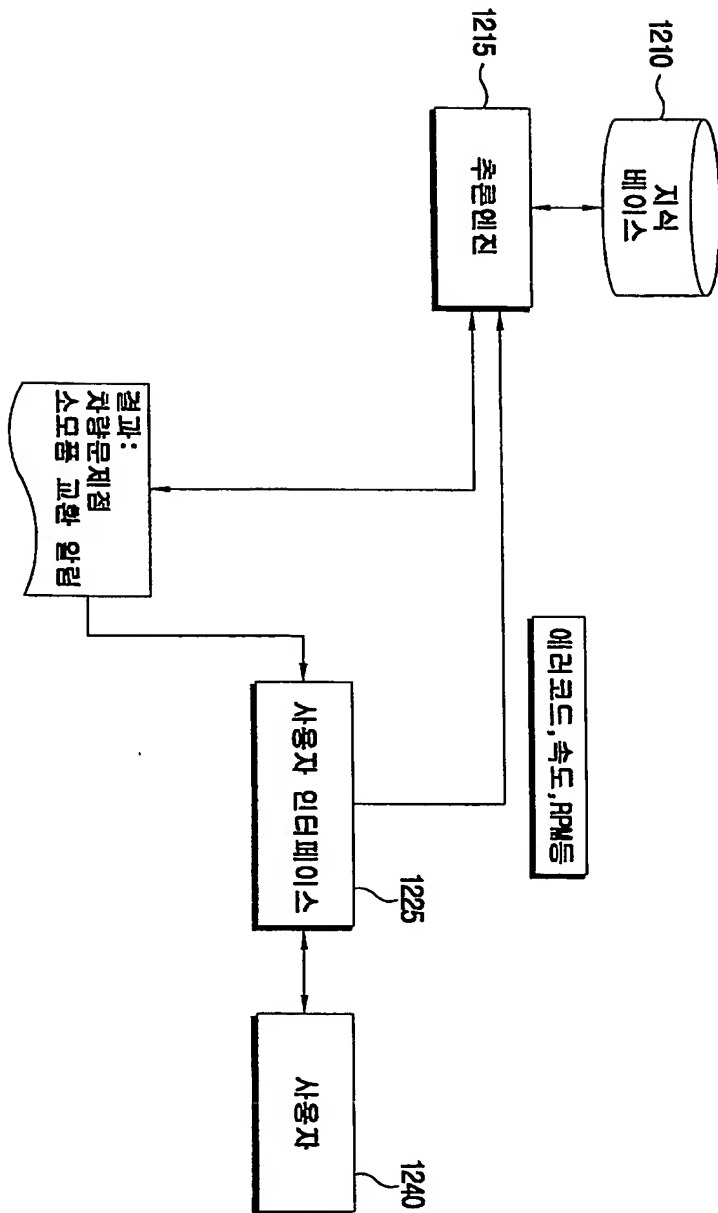 1210
지식
베이스
1215
추론엔진
에러코드,속도,RPM등
결과:
차량문제점
소모품 교환 알림
사용자 인터페이스
1225
사용자
1240